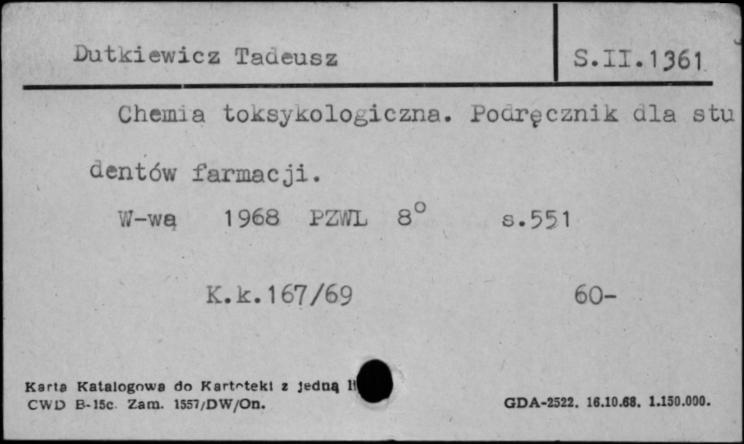 Dutkiewicz Tadeusz S.II.1361
Chemia toksykologiczna. Podręcznik dla stu
dentów farmacji.
W-wą 1968 PZWL 8° s.551
K.k.167/69 60-
Karta Katalogowa do Kartoteki z jedną
CWD B-15c. Zam. 1557/DW/On. GDA-2522. 16.10.68. 1.150.000.